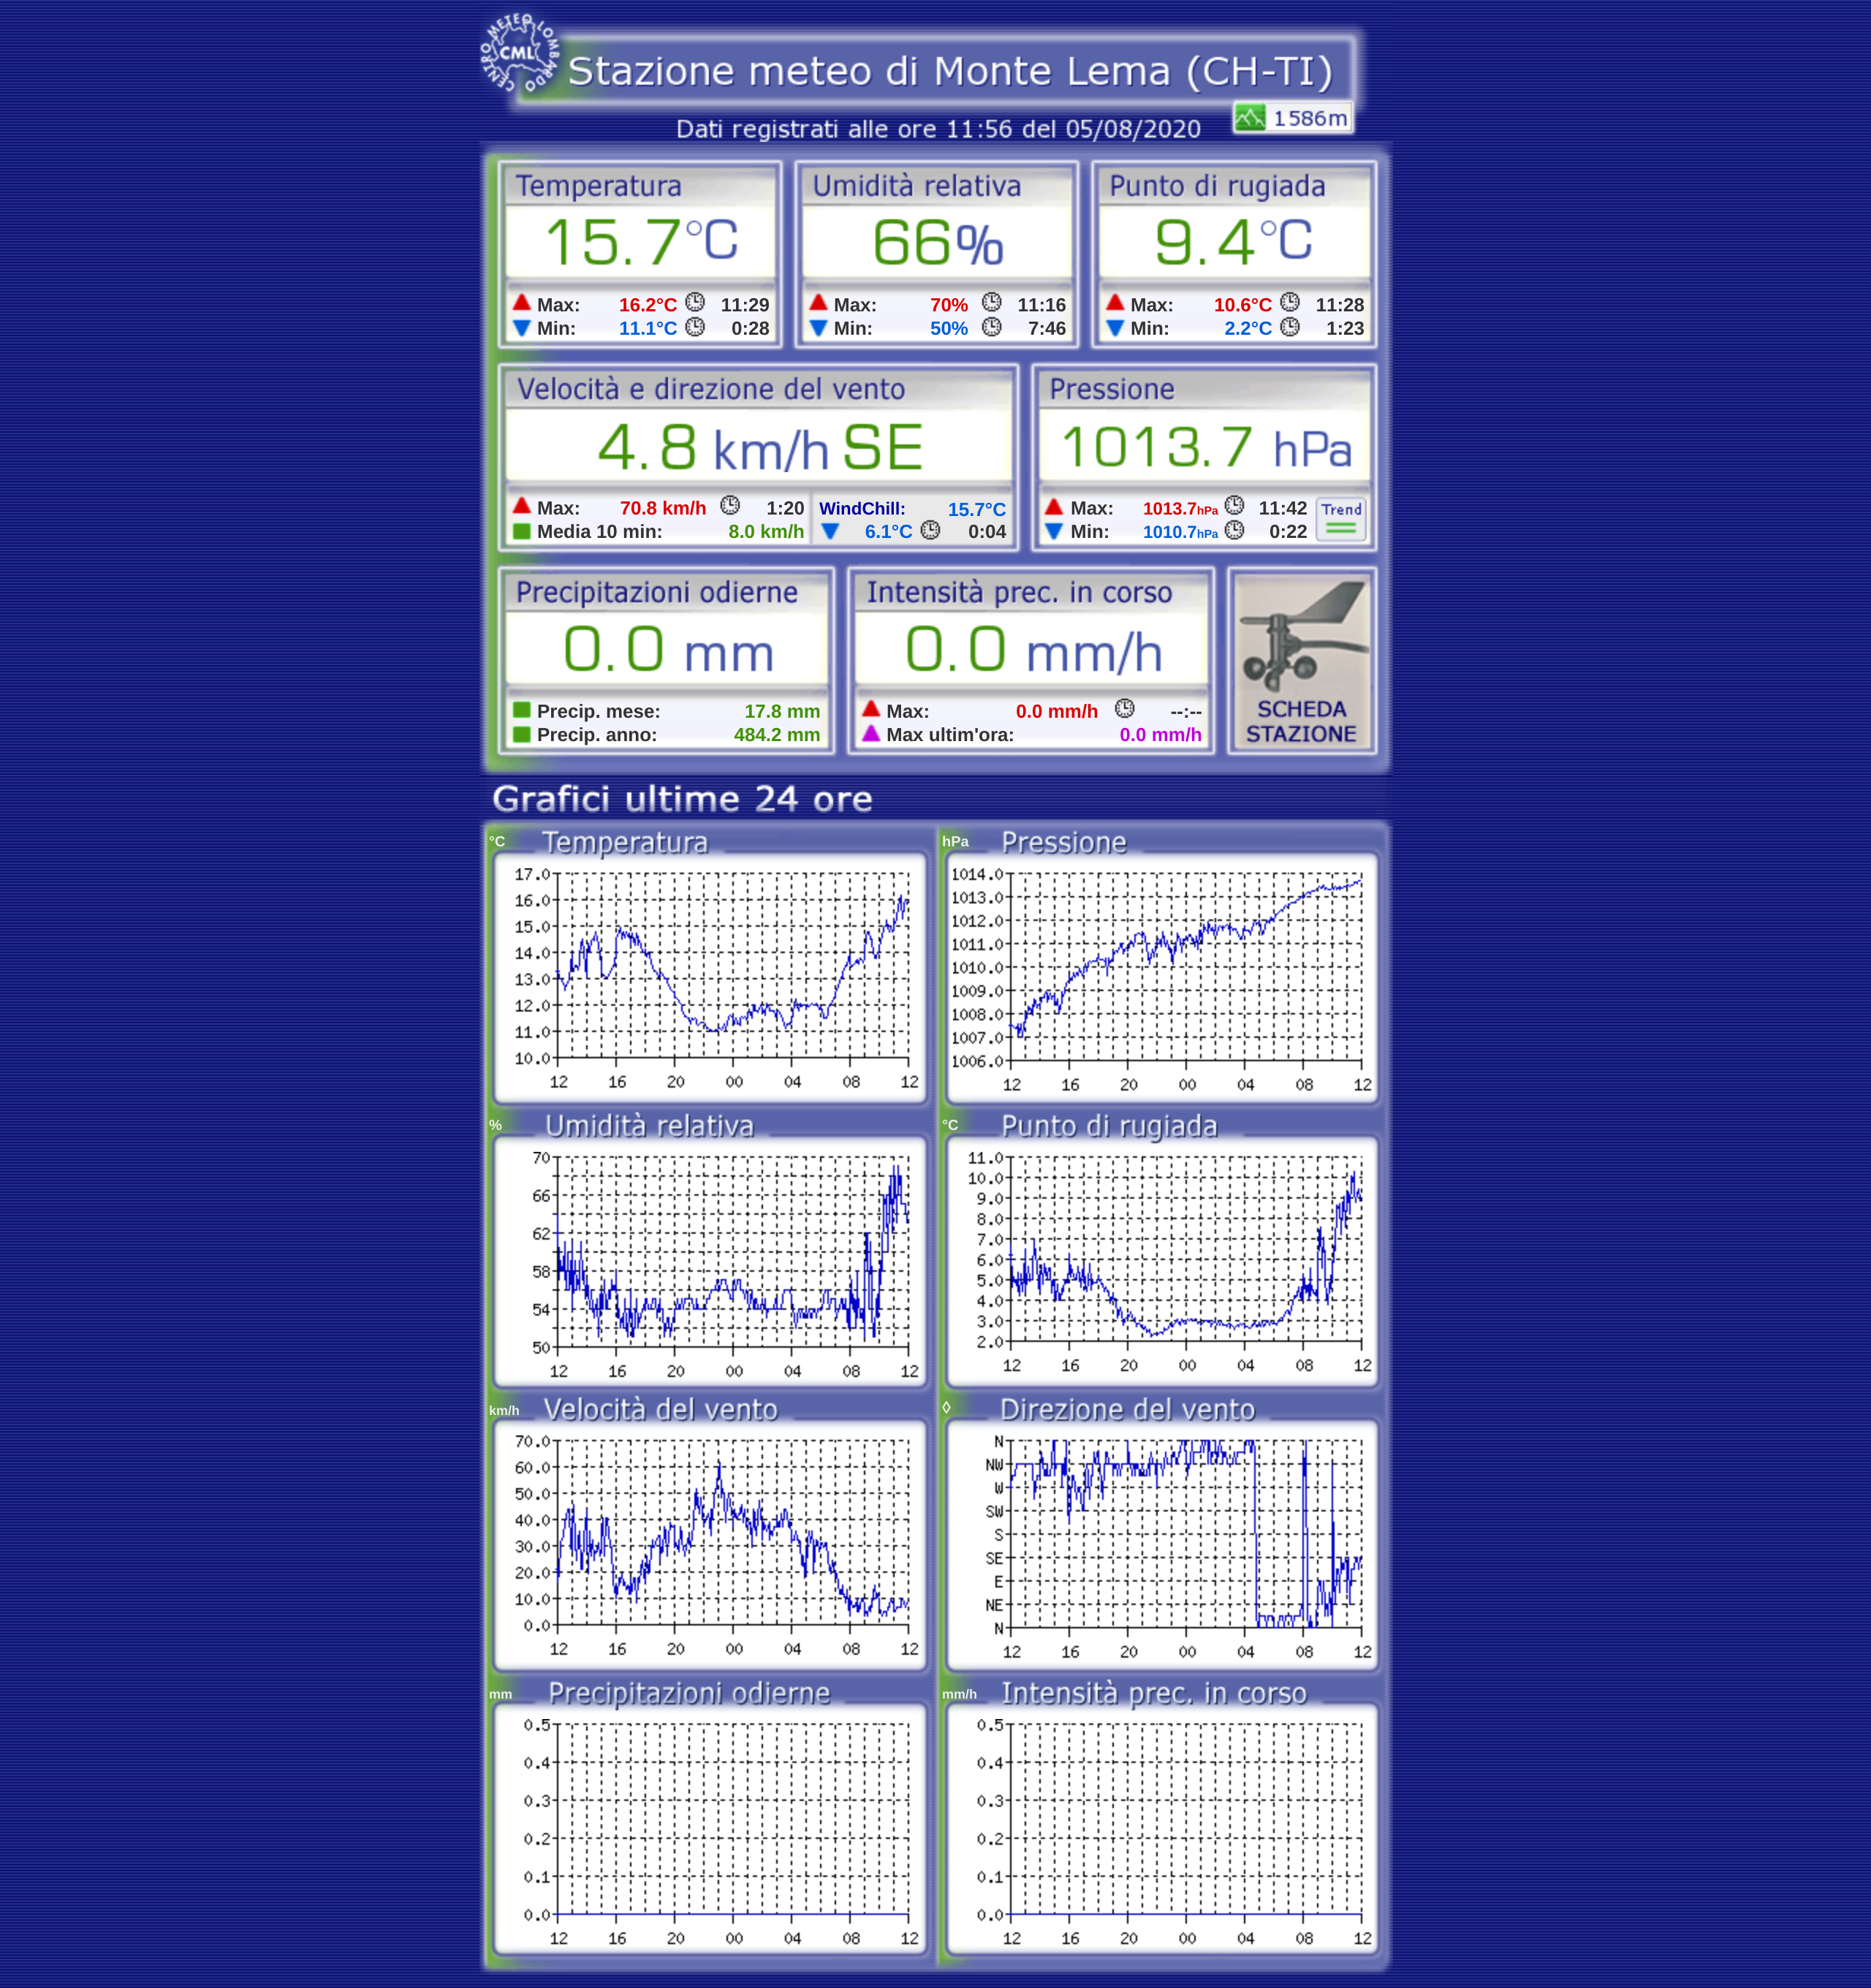 CENTRO METEO LOMBARDO
CML
Stazione meteo di Monte Lema (CH-TI)
1586m
Dati registrati alle ore 11:56 del 05/08/2020
Temperatura Umidità relativa Punto di rugiada
15.7°C 66% 9.4°C
Max: 16.2°C 11:29 Max: 70% 11:16 Max: 10.6°C 11:28
Min: 11.1°C 0:28 Min: 50% 7:46 Min: 2.2°C 1:23
Velocità e direzione del vento Pressione
4.8 km/h SE 1013.7 hPa
Max: 70.8 km/h 1:20 WindChill: 15.7°C Max: 1013.7hPa 11:42 Trend
Media 10 min: 8.0 km/h 6.1°C 0:04 Min: 1010.7hPa 0:22
Precipitazioni odierne Intensità prec. in corso
0.0 mm 0.0 mm/h
Precip. mese: 17.8 mm Max: 0.0 mm/h --:-- SCHEDA
Precip. anno: 484.2 mm Max ultim'ora: 0.0 mm/h STAZIONE
Grafici ultime 24 ore
°C Temperatura
17.0
16.0
15.0
14.0
13.0
12.0
11.0
10.0
12 16 20 00 04 08 12
hPa Pressione
1014.0
1013.0
1012.0
1011.0
1010.0
1009.0
1008.0
1007.0
1006.0
12 16 20 00 04 08 12
% Umidità relativa
70
66
62
58
54
50
12 16 20 00 04 08 12
°C Punto di rugiada
11.0
10.0
9.0
8.0
7.0
6.0
5.0
4.0
3.0
2.0
12 16 20 00 04 08 12
km/h Velocità del vento
70.0
60.0
50.0
40.0
30.0
20.0
10.0
0.0
12 16 20 00 04 08 12
◊ Direzione del vento
N
NW
W
SW
S
SE
E
NE
N
12 16 20 00 04 08 12
mm Precipitazioni odierne
0.5
0.4
0.3
0.2
0.1
0.0
12 16 20 00 04 08 12
mm/h Intensità prec. in corso
0.5
0.4
0.3
0.2
0.1
0.0
12 16 20 00 04 08 12